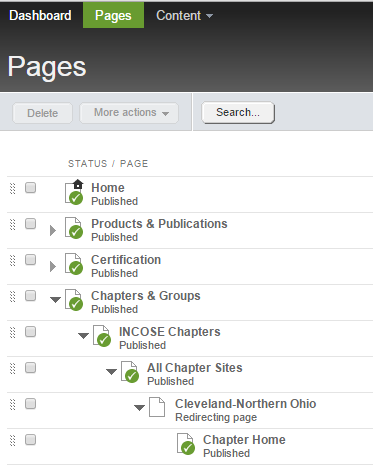 Dashboard Pages Content
Pages
Delete More actions Search...
STATUS / PAGE
Home
Published
Products & Publications
Published
Certification
Published
Chapters & Groups
Published
INCOSE Chapters
Published
All Chapter Sites
Published
Cleveland-Northern Ohio
Redirecting page
Chapter Home
Published